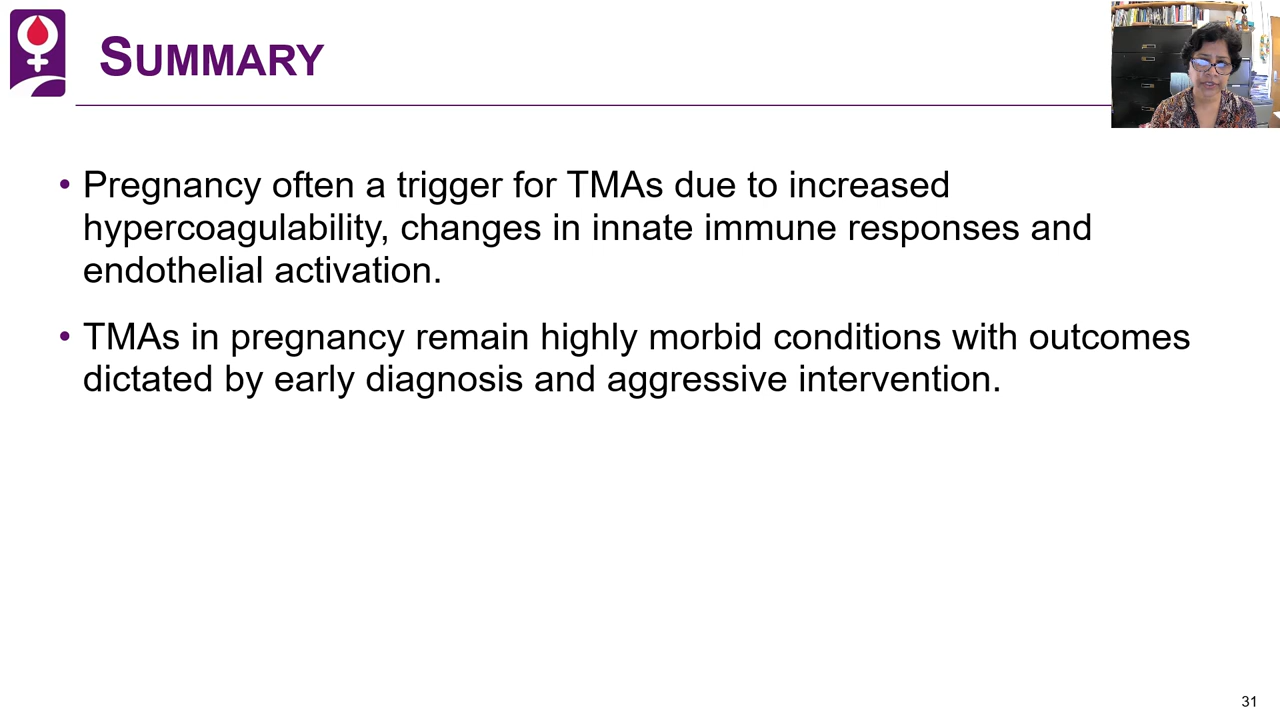 SUMMARY
• Pregnancy often a trigger for TMAs due to increased
hypercoagulability, changes in innate immune responses and
endothelial activation.
• TMAs in pregnancy remain highly morbid conditions with outcomes
dictated by early diagnosis and aggressive intervention.
31